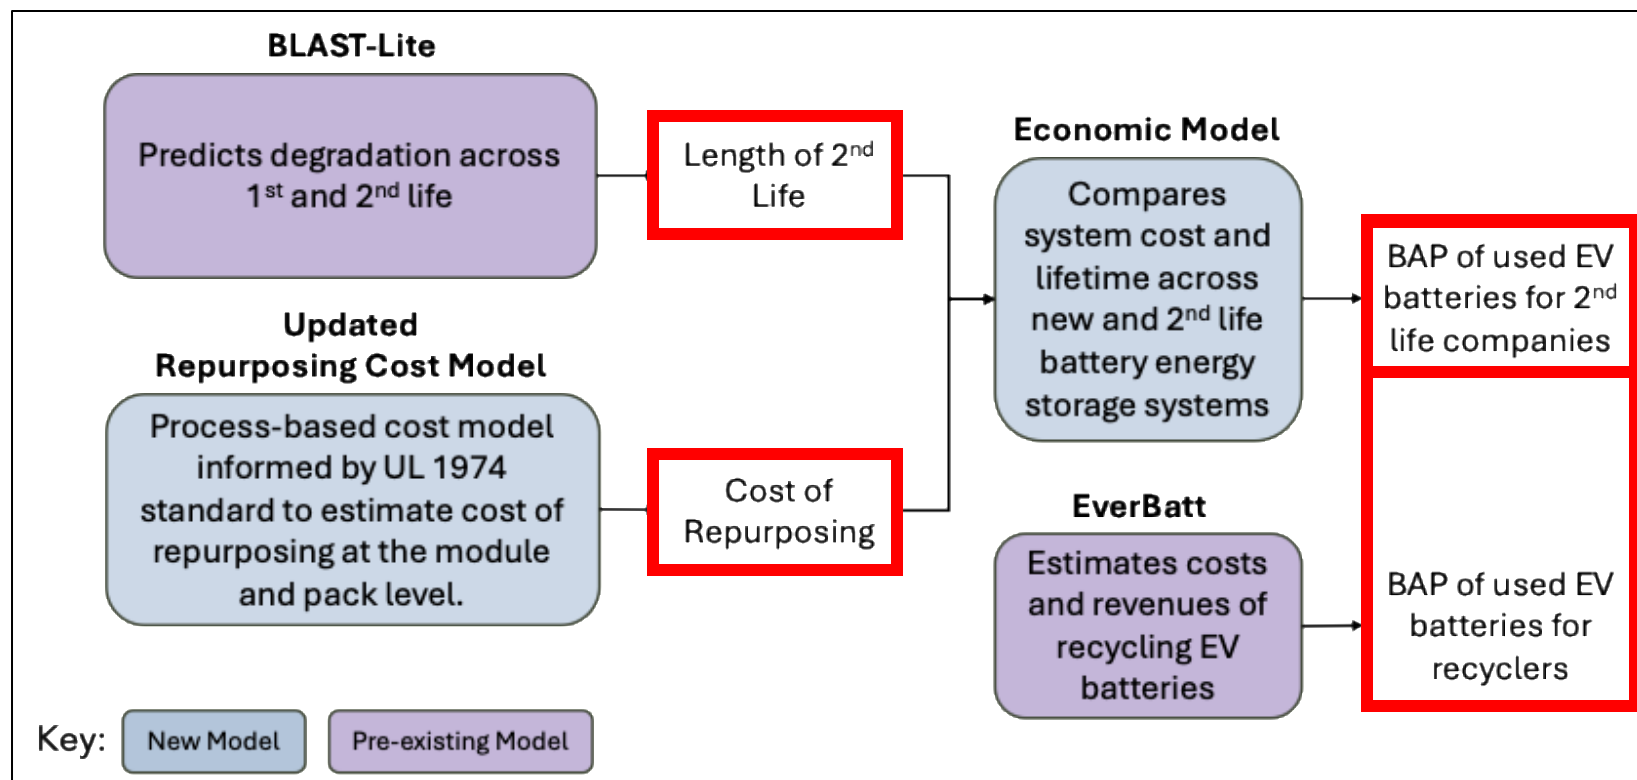 BLAST-Lite
Predicts degradation across
1st and 2nd life
Length of 2nd
Life
Updated
Repurposing Cost Model
Process-based cost model
informed by UL 1974
standard to estimate cost of
repurposing at the module
and pack level.
Cost of
Repurposing
Economic Model
Compares
system cost and
lifetime across
new and 2nd life
battery energy
storage systems
BAP of used EV
batteries for 2nd
life companies
EverBatt
Estimates costs
and revenues of
recycling EV
batteries
BAP of used EV
batteries for
recyclers
Key:
New Model
Pre-existing Model